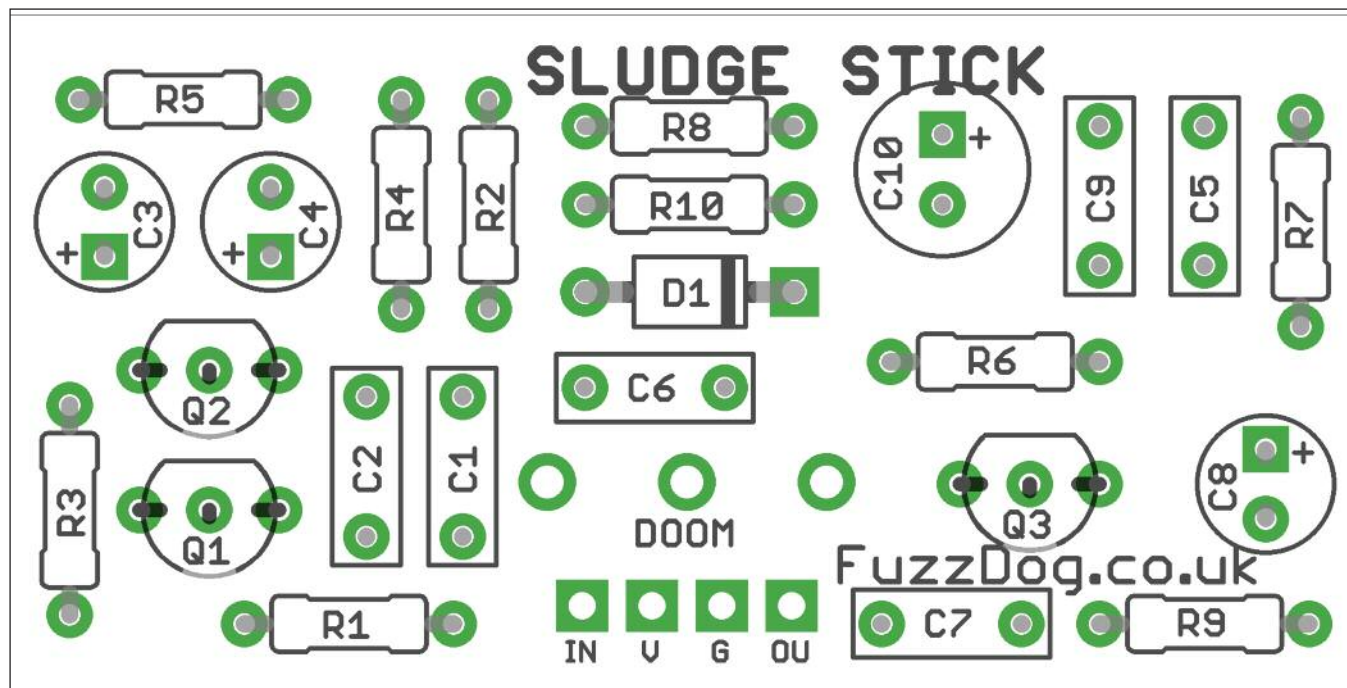 SLUDGE STICK
R5
R8
C10
+
C9
C5
R7
R4
R2
R10
C3
+
C4
+
D1
R6
C6
Q2
C2
C1
C8
+
R3
Q1
DOOM
Q3
FuzzDog.co.uk
R1
IN V G OU
C7
R9